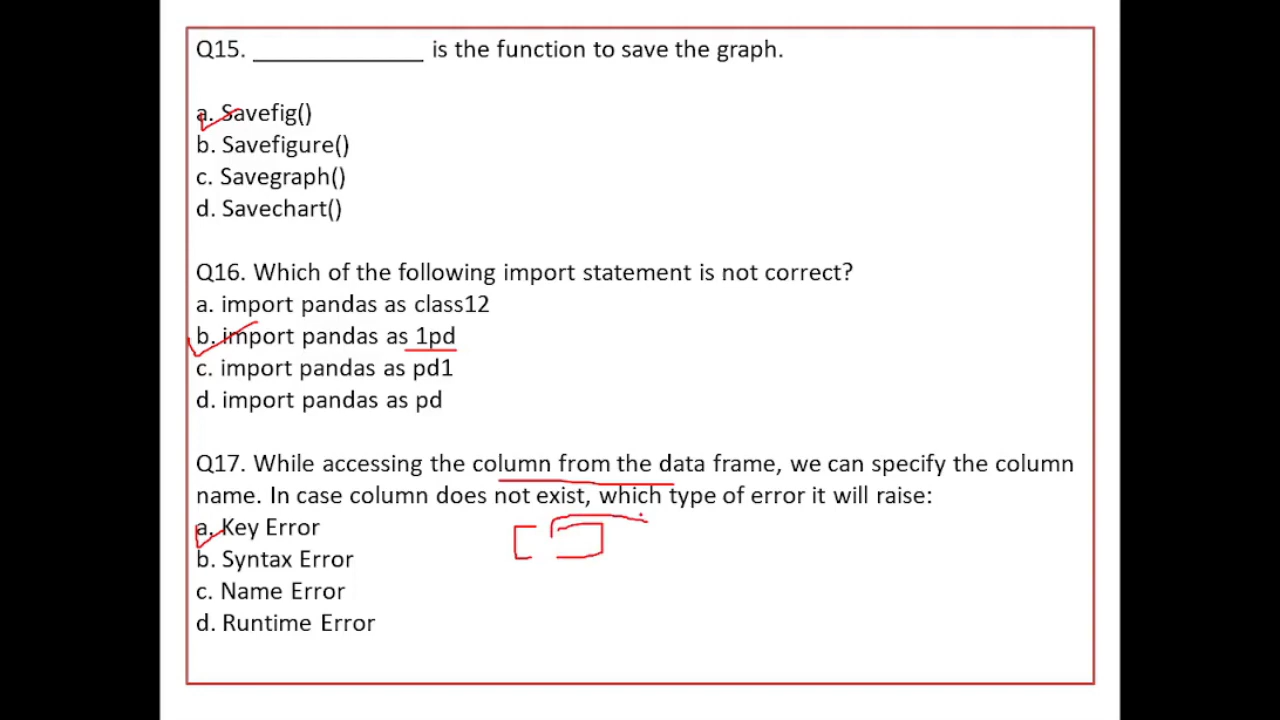 Q15. ______________ is the function to save the graph.
a. Savefig()
b. Savefigure()
c. Savegraph()
d. Savechart()
Q16. Which of the following import statement is not correct?
a. import pandas as class12
b. import pandas as 1pd
c. import pandas as pd1
d. import pandas as pd
Q17. While accessing the column from the data frame, we can specify the column
name. In case column does not exist, which type of error it will raise:
a. Key Error
b. Syntax Error
c. Name Error
d. Runtime Error